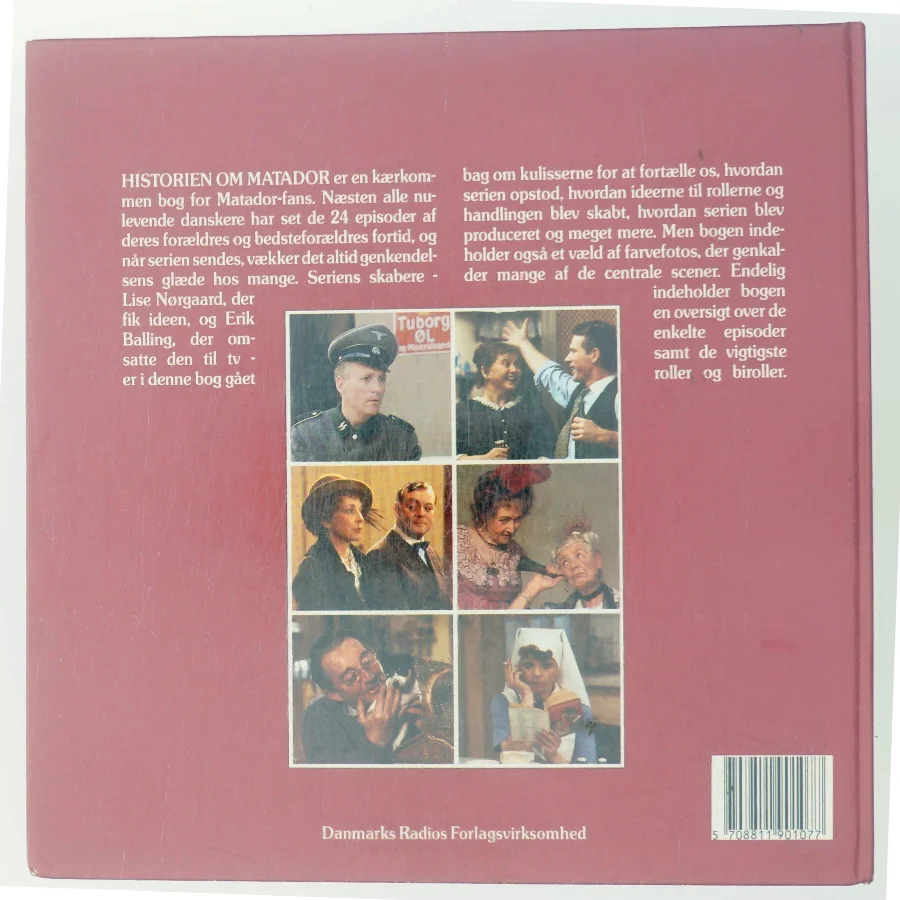 HISTORIEN OM MATADOR er en kærkom-
men bog for Matador-fans. Næsten alle nu-
levende danskere har set de 24 episoder af
deres forældres og bedsteforældres fortid, og
når serien sendes, vækker det altid genkendel-
sens glæde hos mange. Seriens skabere -
Lise Nørgaard, der
fik ideen, og Erik
Balling, der om-
satte den til tv -
er i denne bog gået
bag om kulisserne for at fortælle os, hvordan
serien opstod, hvordan ideerne til rollerne og
handlingen blev skabt, hvordan serien blev
produceret og meget mere. Men bogen inde-
holder også et væld af farvefotos, der genkal-
der mange af de centrale scener. Endelig
indeholder bogen
en oversigt over de
enkelte episoder
samt de vigtigste
roller og biroller.
Tuborg
ØL
og Mineralvand
Danmarks Radios Forlagsvirksomhed
5 708811 901077